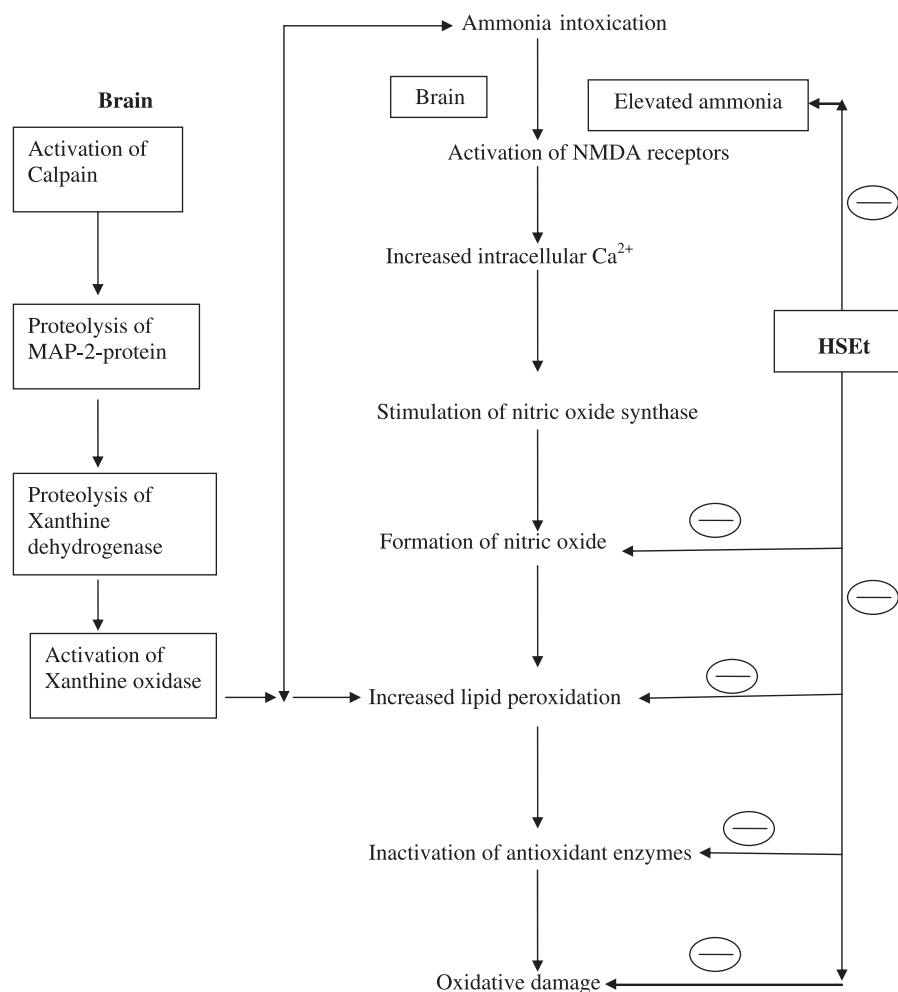 Ammonia intoxication
Brain
Brain
Elevated ammonia
Activation of
Calpain
Activation of NMDA receptors
Increased intracellular Ca²⁺
Proteolysis of
MAP-2-protein
HSEt
Stimulation of nitric oxide synthase
Proteolysis of
Xanthine
dehydrogenase
Formation of nitric oxide
Activation of
Xanthine oxidase
Increased lipid peroxidation
Inactivation of antioxidant enzymes
Oxidative damage